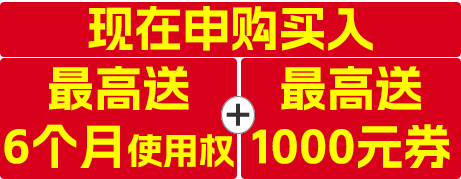 现在申购买入
最高送
6个月使用权
+
最高送
1000元券